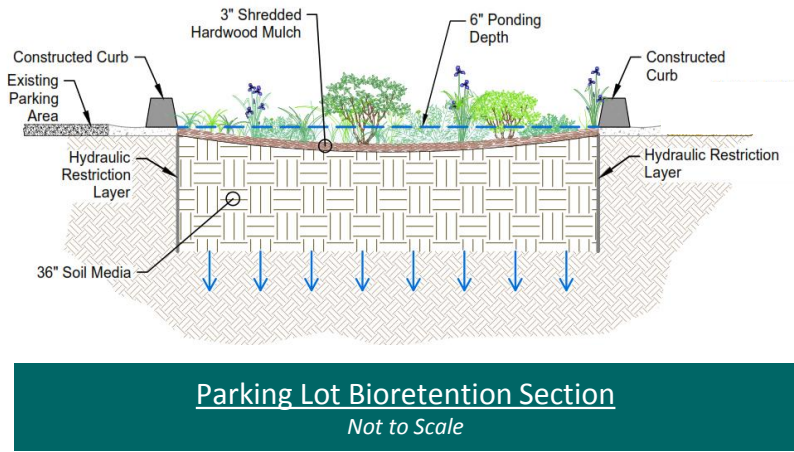 3" Shredded
Hardwood Mulch
6" Ponding
Depth
Constructed Curb
Constructed
Curb
Existing
Parking
Area
Hydraulic
Restriction
Layer
Hydraulic Restriction
Layer
36" Soil Media
Parking Lot Bioretention Section
Not to Scale